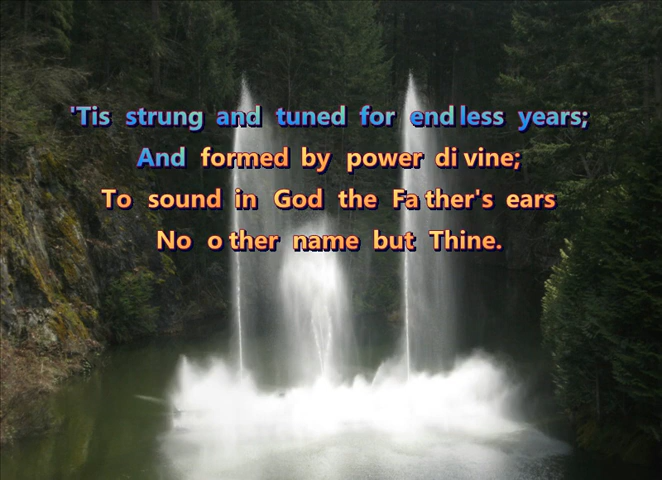 'Tis strung and tuned for end less years;
And formed by power di vine;
To sound in God the Fa ther's ears
No o ther name but Thine.